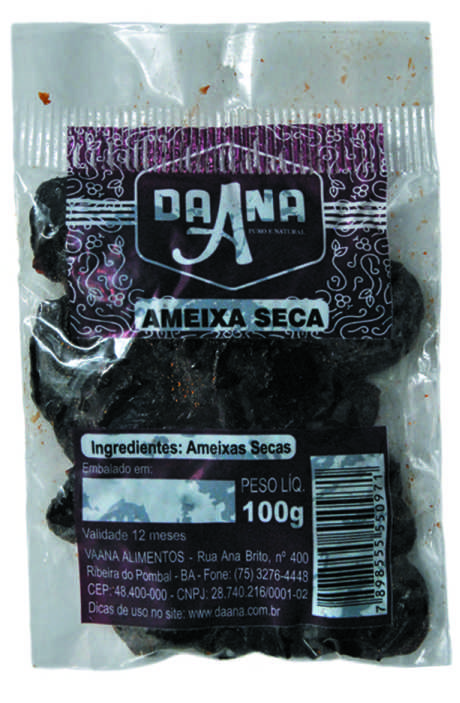 DAANA
PURO E NATURAL
AMEIXA SECA
Ingredientes: Ameixas Secas
Embalado em:
PESO LÍQ.
100g
Validade 12 meses
VAANA ALIMENTOS - Rua Ana Brito, nº 400
Ribeira do Pombal - BA - Fone: (75) 3276-4448
CEP: 48.400-000 - CNPJ: 28.740.216/0001-02
Dicas de uso no site: www.daana.com.br
7898555550971